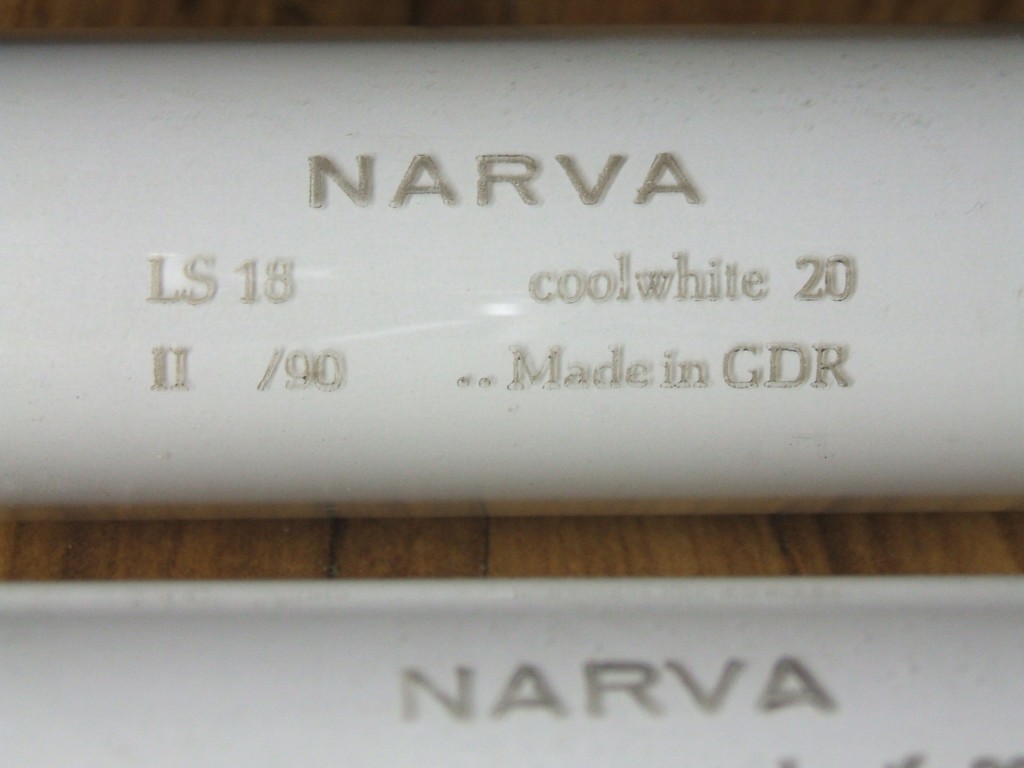 NARVA
LS 18 coolwhite 20
II /90 .. Made in GDR
NARVA